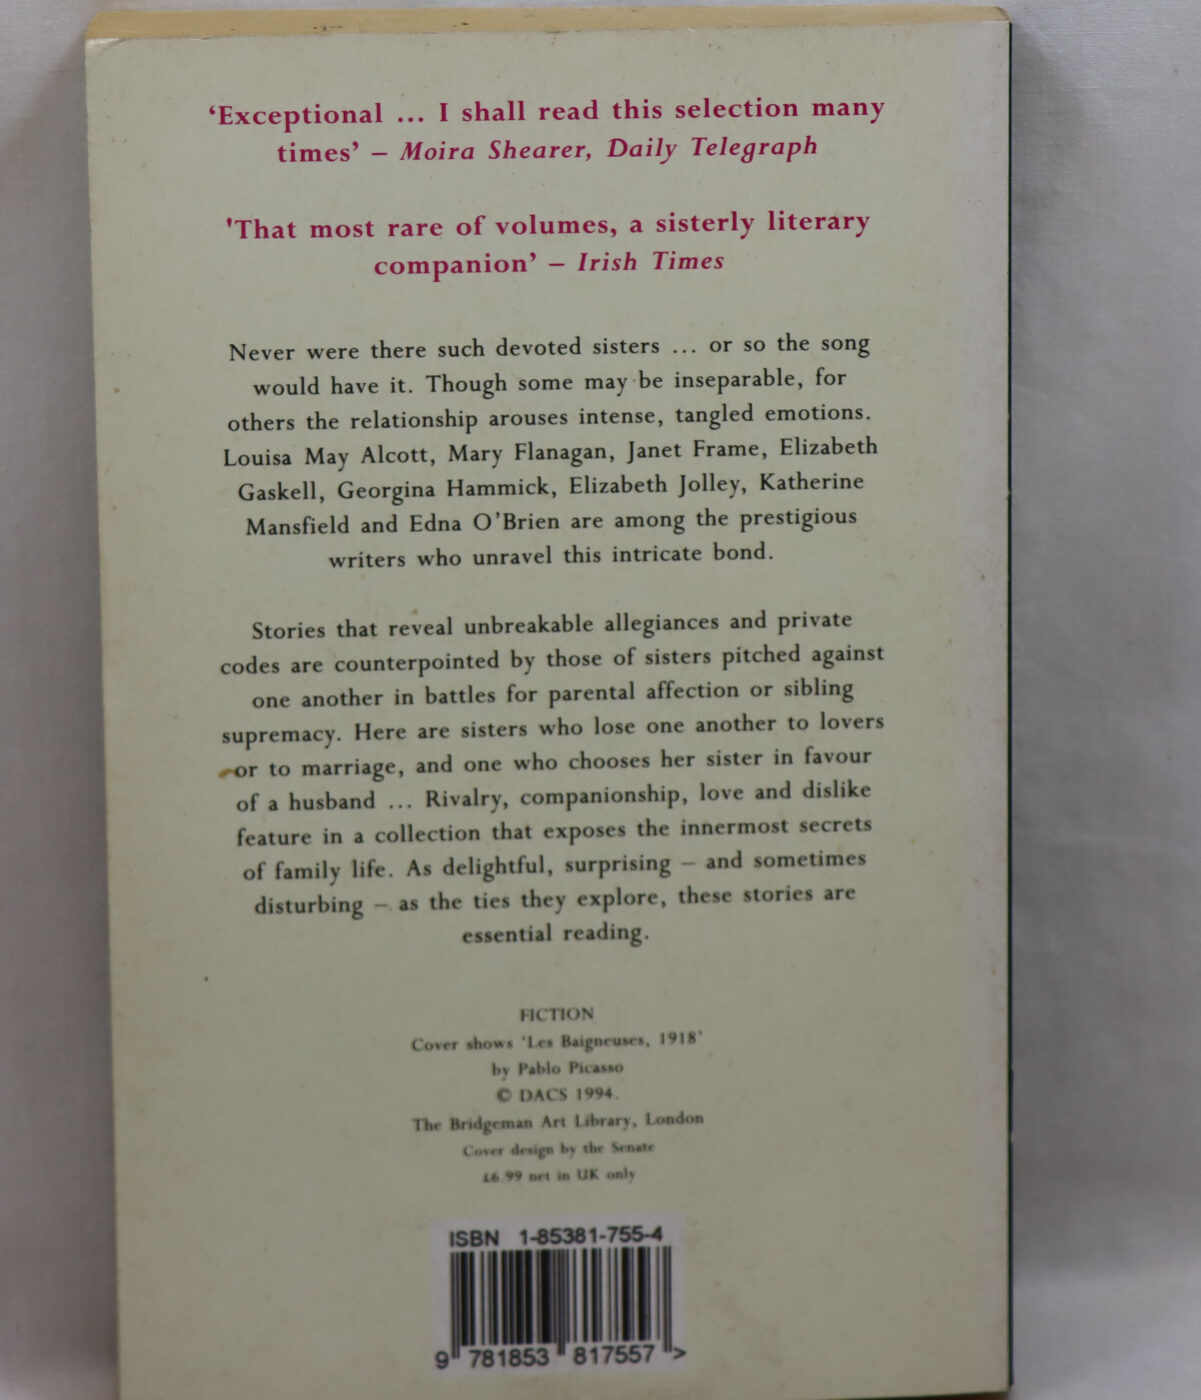 ‘Exceptional ... I shall read this selection many
times’ – Moira Shearer, Daily Telegraph
'That most rare of volumes, a sisterly literary
companion’ – Irish Times
Never were there such devoted sisters ... or so the song
would have it. Though some may be inseparable, for
others the relationship arouses intense, tangled emotions.
Louisa May Alcott, Mary Flanagan, Janet Frame, Elizabeth
Gaskell, Georgina Hammick, Elizabeth Jolley, Katherine
Mansfield and Edna O’Brien are among the prestigious
writers who unravel this intricate bond.
Stories that reveal unbreakable allegiances and private
codes are counterpointed by those of sisters pitched against
one another in battles for parental affection or sibling
supremacy. Here are sisters who lose one another to lovers
or to marriage, and one who chooses her sister in favour
of a husband ... Rivalry, companionship, love and dislike
feature in a collection that exposes the innermost secrets
of family life. As delightful, surprising – and sometimes
disturbing – as the ties they explore, these stories are
essential reading.
FICTION
Cover shows 'Les Baigneuses, 1918'
by Pablo Picasso
© DACS 1994.
The Bridgeman Art Library, London
Cover design by the Senate
£6.99 net in UK only
ISBN 1-85381-755-4
9 781853 817557 >